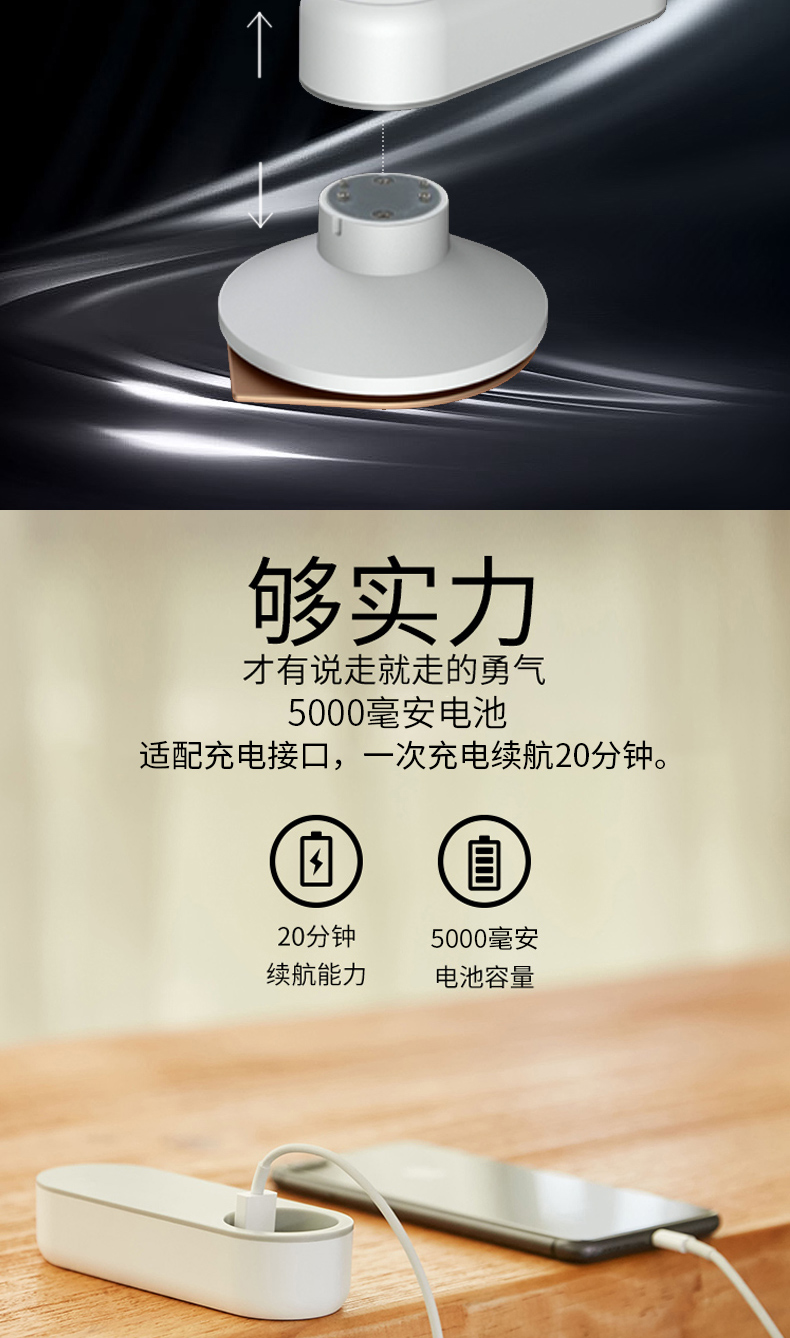 够实力
才有说走就走的勇气
5000毫安电池
适配充电接口，一次充电续航20分钟。
20分钟
续航能力
5000毫安
电池容量